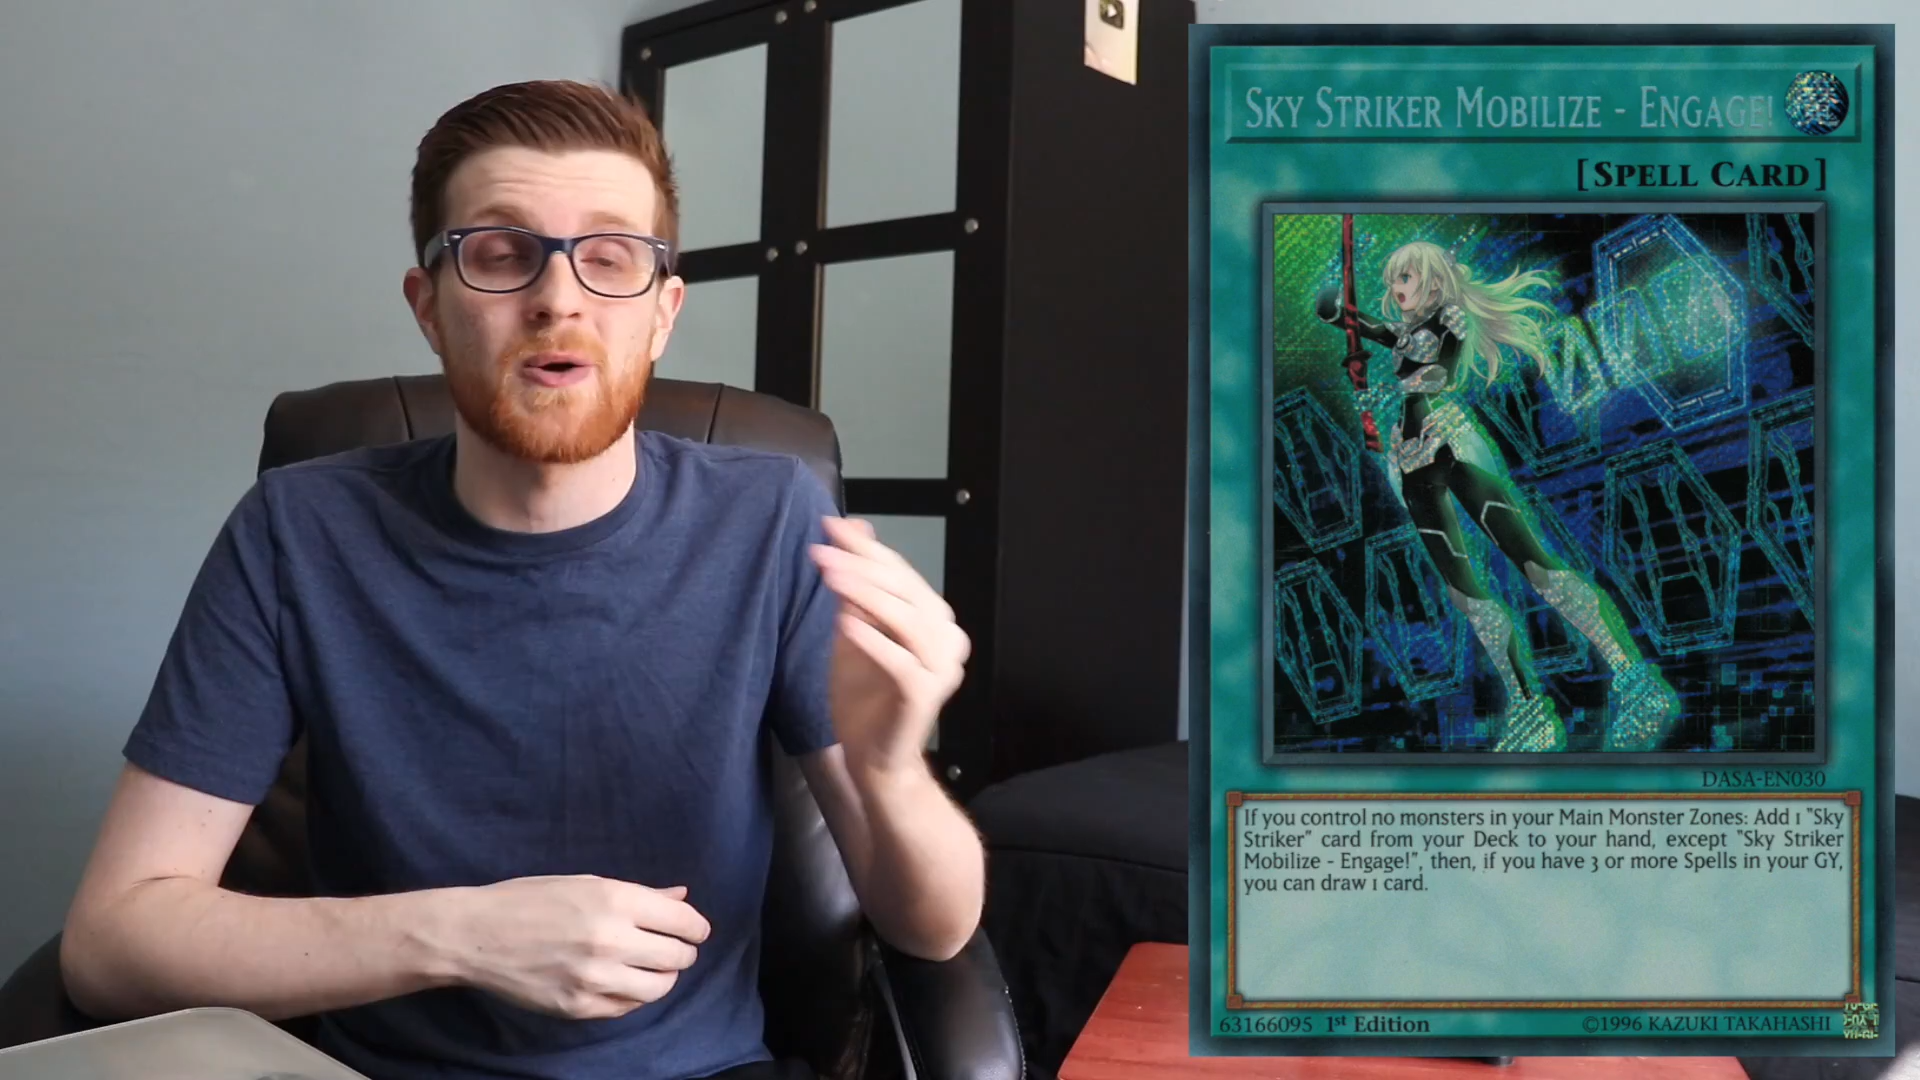 SKY STRIKER MOBILIZE - ENGAGE!
[SPELL CARD]
DASA-EN030
If you control no monsters in your Main Monster Zones: Add 1 "Sky
Striker" card from your Deck to your hand, except "Sky Striker
Mobilize - Engage!", then, if you have 3 or more Spells in your GY,
you can draw 1 card.
63166095 1st Edition
©1996 KAZUKI TAKAHASHI